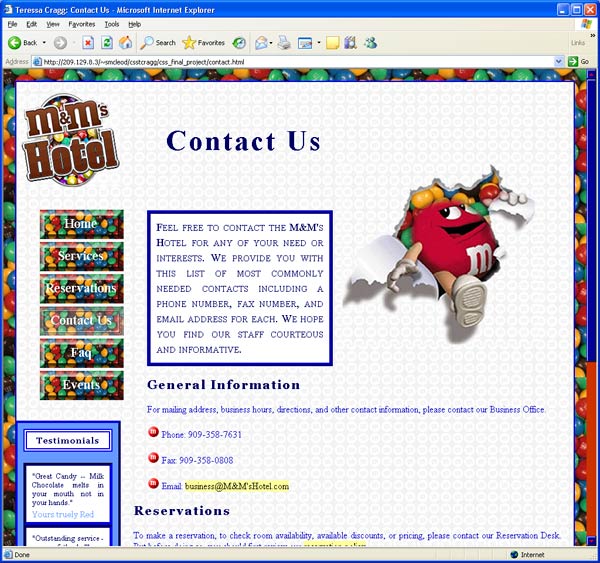 Teressa Cragg: Contact Us - Microsoft Internet Explorer
File Edit View Favorites Tools Help
Back Search Favorites
Links
Address http://209.129.8.3/~smcleod/csstcragg/css_final_project/contact.html Go
m&m's
Hotel
Contact Us
Home
Services
Reservations
Contact Us
Faq
Events
Feel free to contact the M&M's
Hotel for any of your need or
interests. We provide you with
this list of most commonly
needed contacts including a
phone number, fax number, and
email address for each. We hope
you find our staff courteous
and informative.
m
General Information
For mailing address, business hours, directions, and other contact information, please contact our Business Office.
Phone: 909-358-7631
Fax: 909-358-0808
Email: business@M&M'sHotel.com
Testimonials
"Great Candy -- Milk
Chocolate melts in
your mouth not in
your hands."
Yours truely Red
"Outstanding service -
Reservations
To make a reservation, to check room availability, available discounts, or pricing, please contact our Reservation Desk.
Done Internet